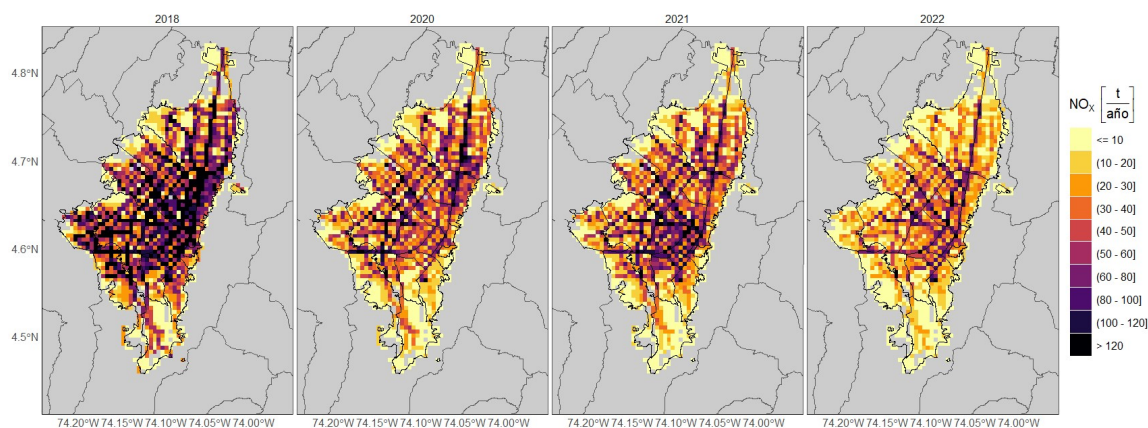 2018
2020
2021
2022
4.8°N
4.7°N
4.6°N
4.5°N
74.20°W 74.15°W 74.10°W 74.05°W 74.00°W
74.20°W 74.15°W 74.10°W 74.05°W 74.00°W
74.20°W 74.15°W 74.10°W 74.05°W 74.00°W
74.20°W 74.15°W 74.10°W 74.05°W 74.00°W
NOX [t/año]
<= 10
(10 - 20]
(20 - 30]
(30 - 40]
(40 - 50]
(50 - 60]
(60 - 80]
(80 - 100]
(100 - 120]
> 120